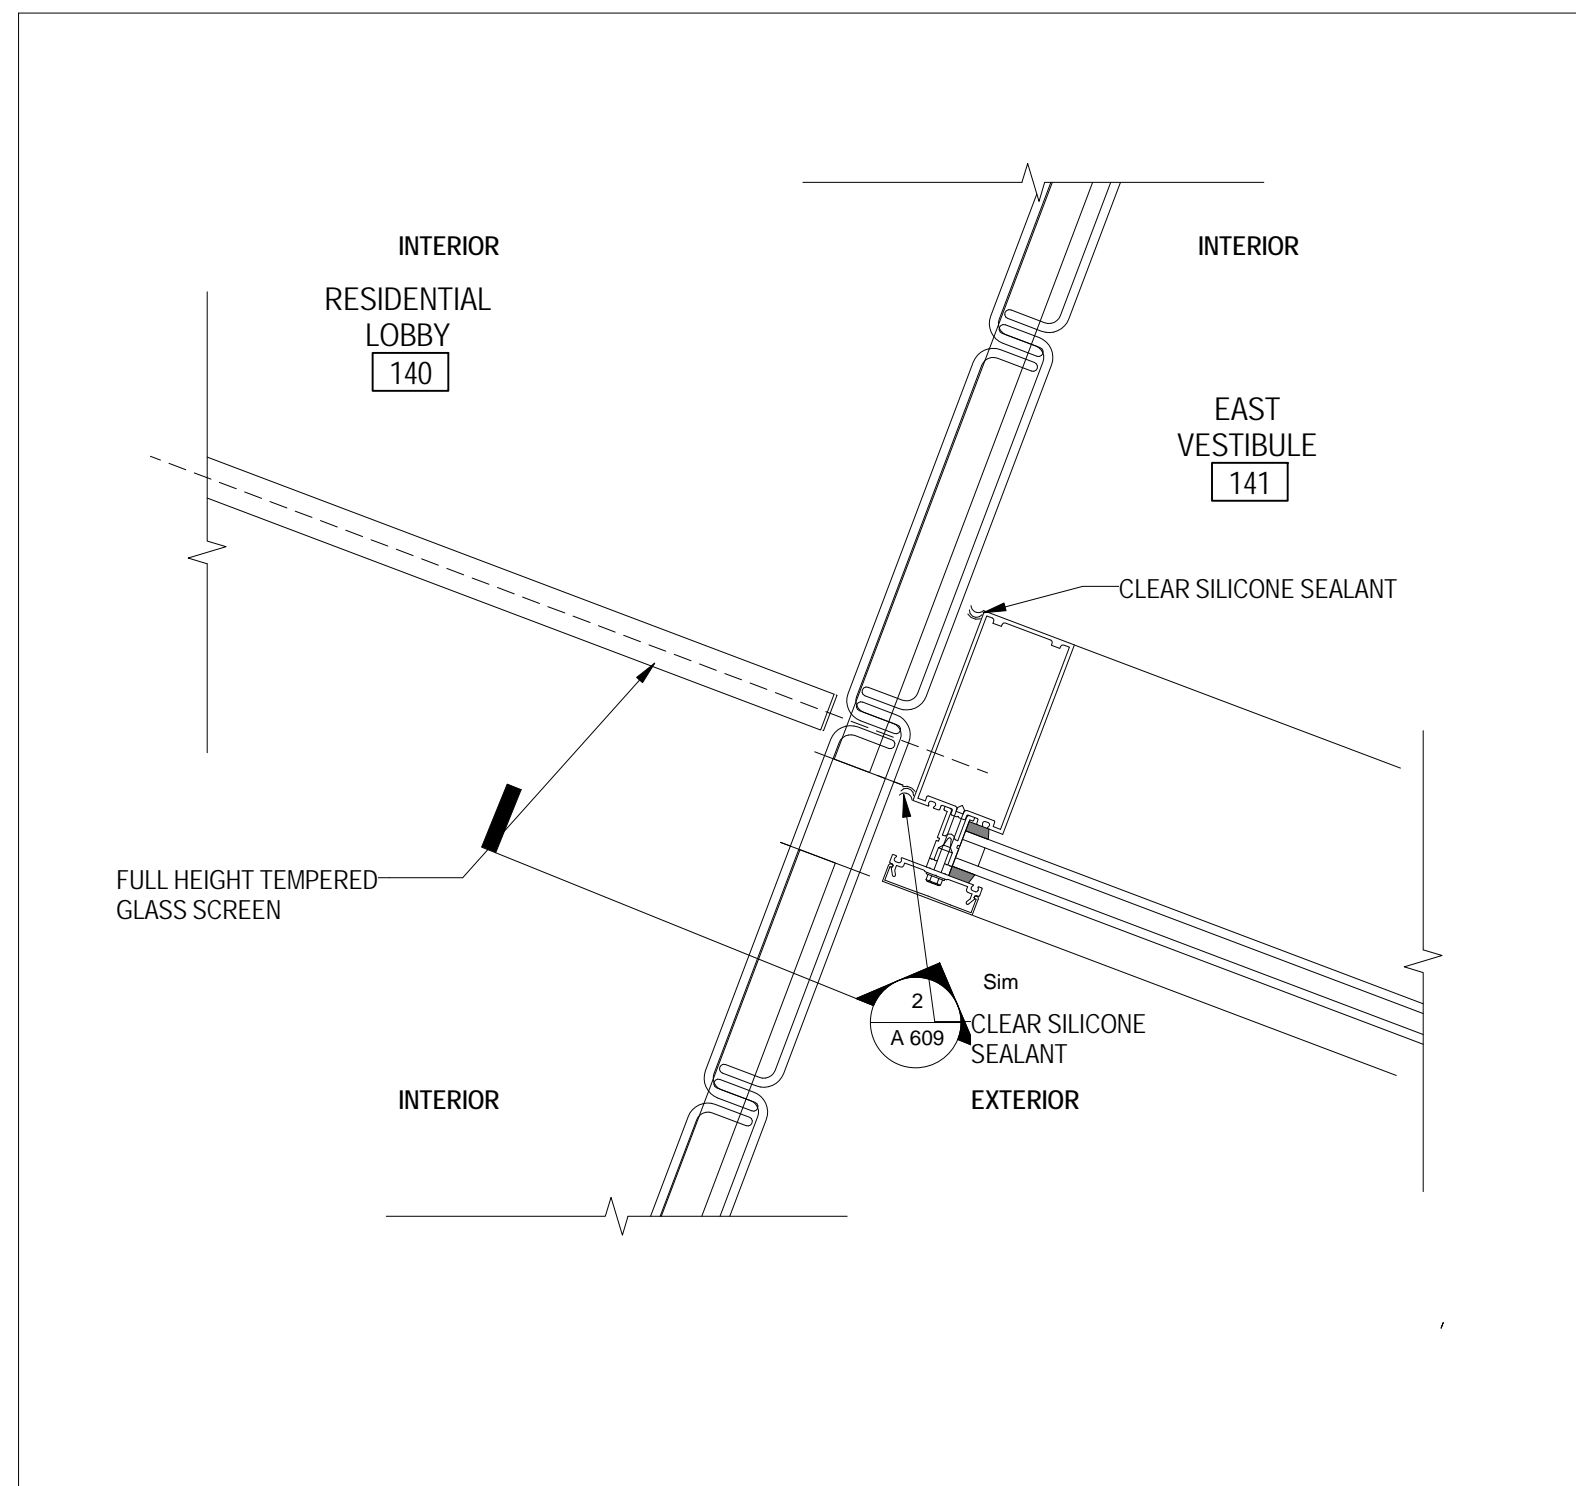 INTERIOR
INTERIOR
RESIDENTIAL
LOBBY
140
EAST
VESTIBULE
141
CLEAR SILICONE SEALANT
FULL HEIGHT TEMPERED
GLASS SCREEN
Sim
2
A 609
CLEAR SILICONE
SEALANT
INTERIOR
EXTERIOR